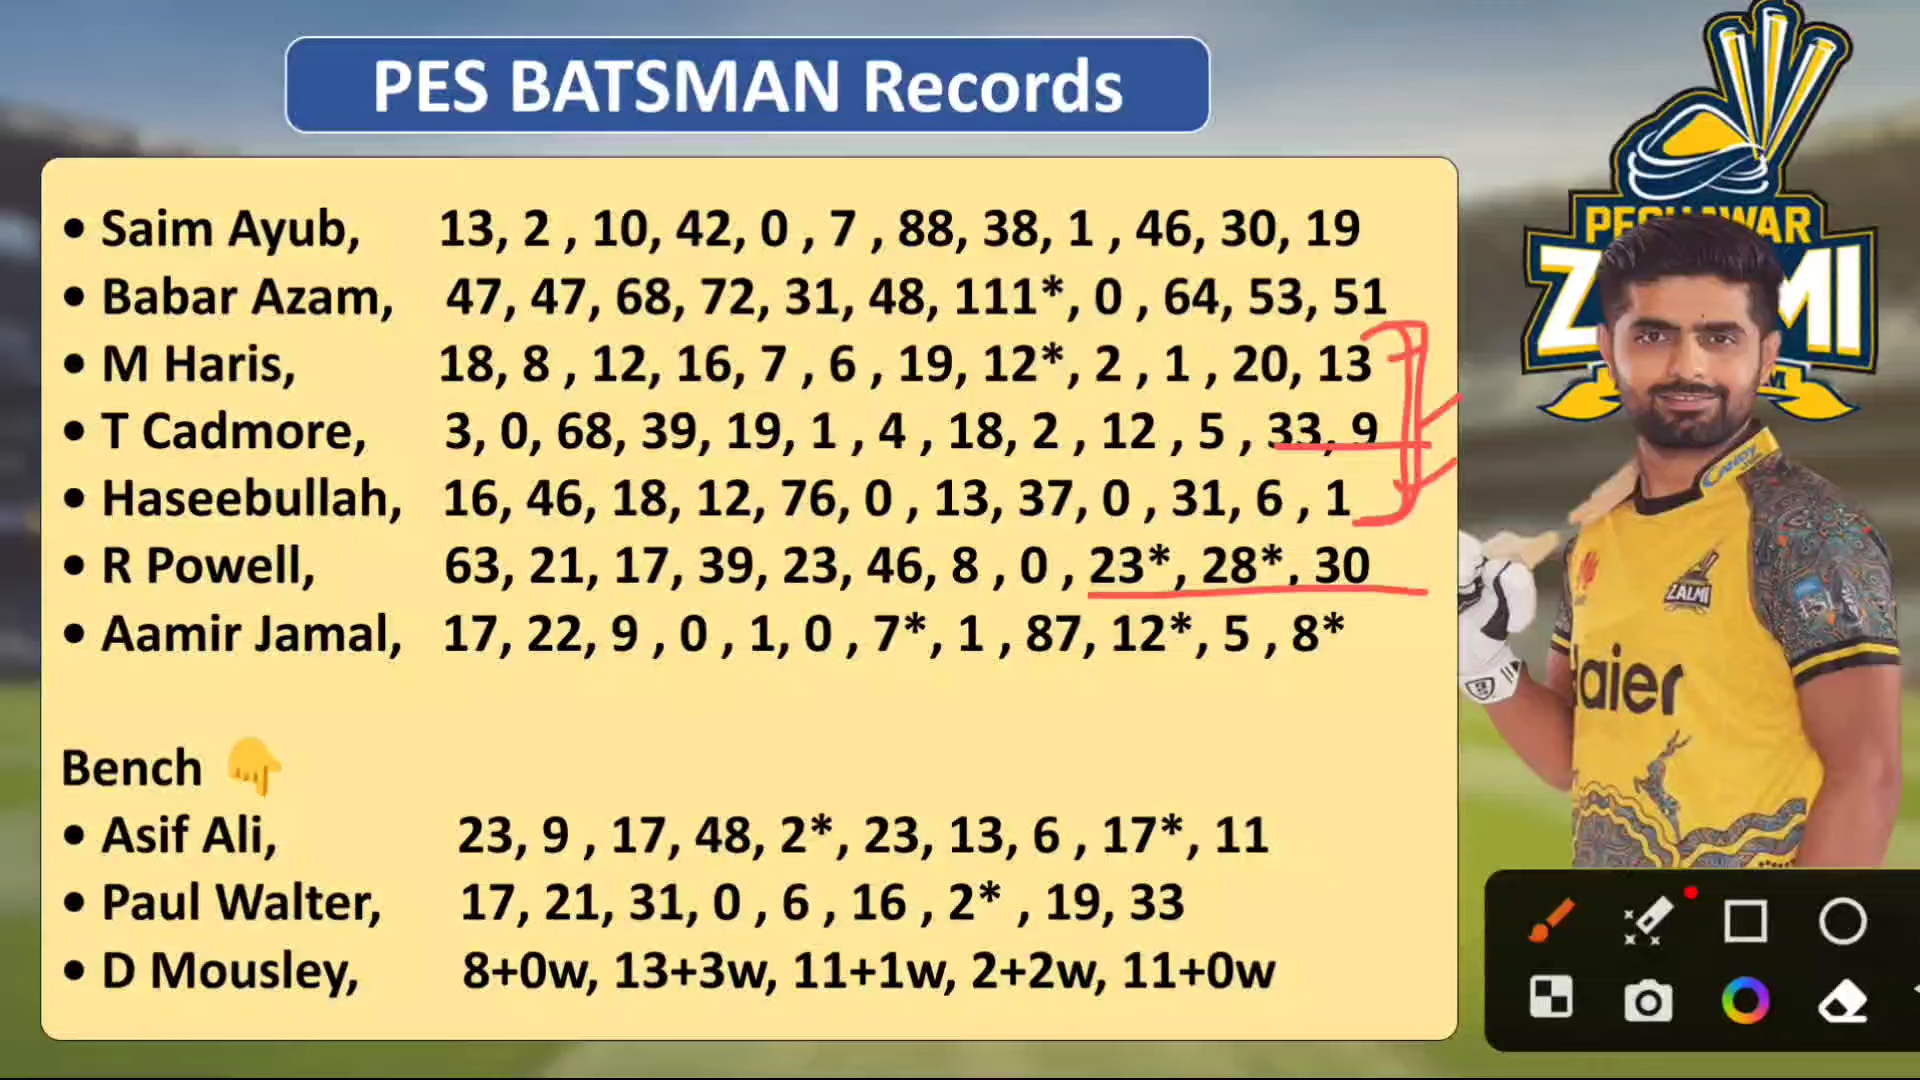 PES BATSMAN Records
PESHAWAR
ZALMI
• Saim Ayub, 13, 2 , 10, 42, 0 , 7 , 88, 38, 1 , 46, 30, 19
• Babar Azam, 47, 47, 68, 72, 31, 48, 111*, 0 , 64, 53, 51
• M Haris, 18, 8 , 12, 16, 7 , 6 , 19, 12*, 2 , 1 , 20, 13
• T Cadmore, 3, 0, 68, 39, 19, 1 , 4 , 18, 2 , 12 , 5 , 33, 9
• Haseebullah, 16, 46, 18, 12, 76, 0 , 13, 37, 0 , 31, 6 , 1
• R Powell, 63, 21, 17, 39, 23, 46, 8 , 0 , 23*, 28*, 30
• Aamir Jamal, 17, 22, 9 , 0 , 1, 0 , 7*, 1 , 87, 12*, 5 , 8*
ZALMI
Haier
Bench 👇
• Asif Ali, 23, 9 , 17, 48, 2*, 23, 13, 6 , 17*, 11
• Paul Walter, 17, 21, 31, 0 , 6 , 16 , 2* , 19, 33
• D Mousley, 8+0w, 13+3w, 11+1w, 2+2w, 11+0w